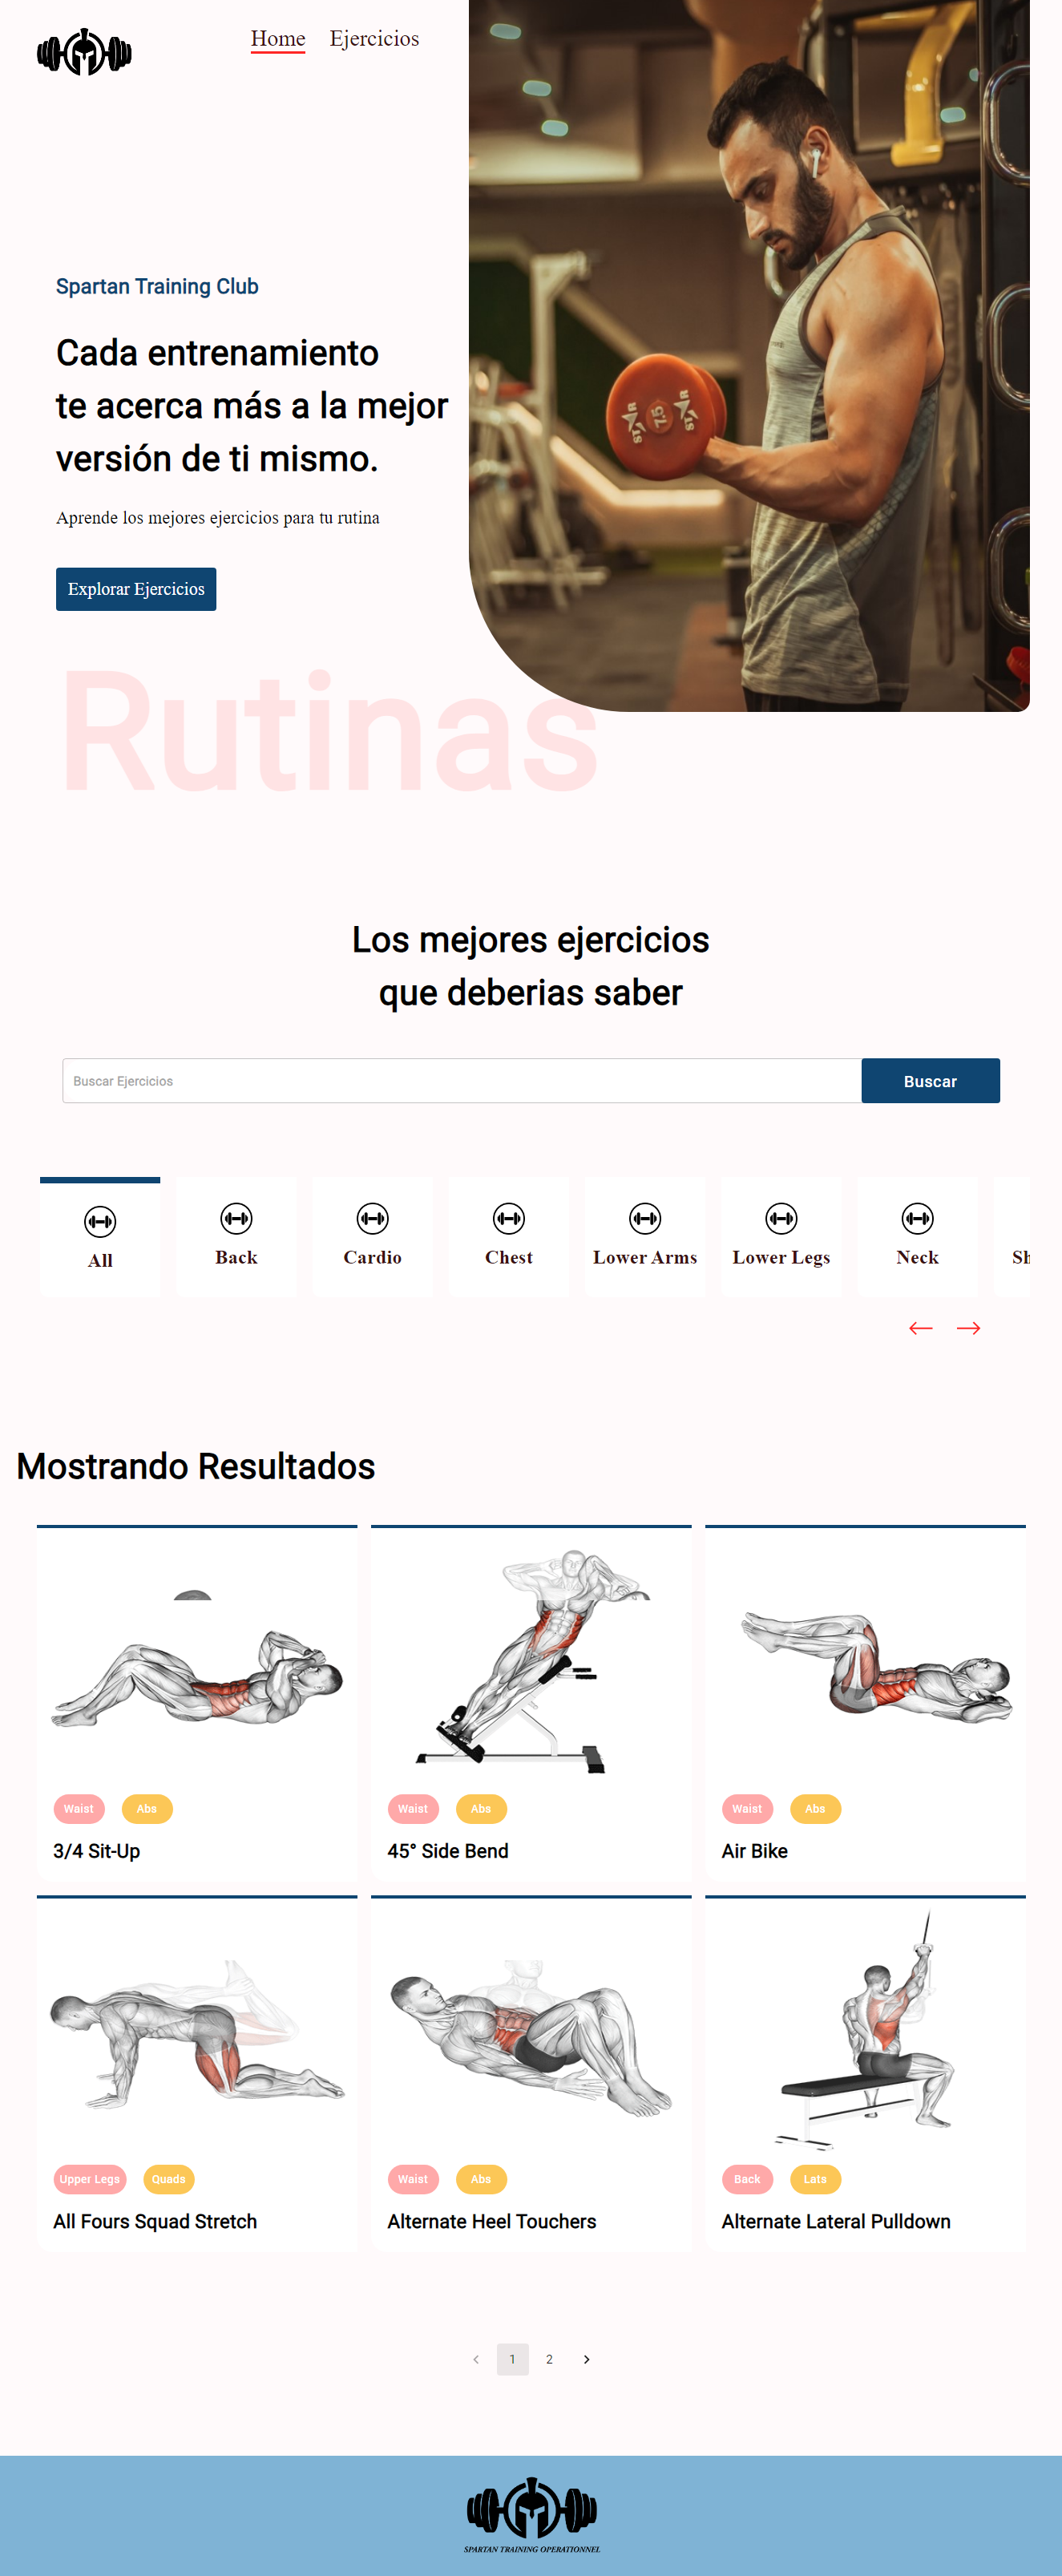 Home Ejercicios
Spartan Training Club
Cada entrenamiento
te acerca más a la mejor
versión de ti mismo.
Aprende los mejores ejercicios para tu rutina
Explorar Ejercicios
Rutinas
Los mejores ejercicios
que deberias saber
Buscar Ejercicios Buscar
All Back Cardio Chest Lower Arms Lower Legs Neck Sh
Mostrando Resultados
Waist Abs
3/4 Sit-Up
Waist Abs
45° Side Bend
Waist Abs
Air Bike
Upper Legs Quads
All Fours Squad Stretch
Waist Abs
Alternate Heel Touchers
Back Lats
Alternate Lateral Pulldown
1 2
SPARTAN TRAINING OPERATIONNEL